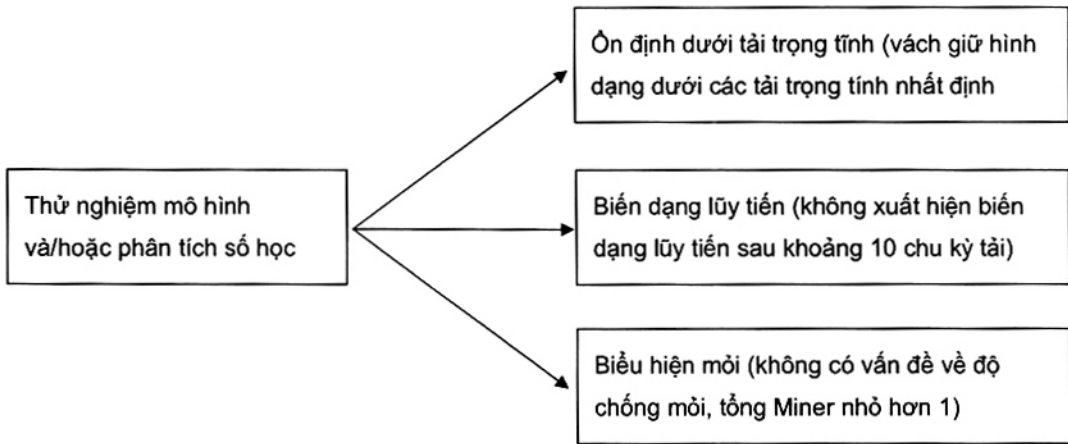 Ổn định dưới tải trọng tĩnh (vách giữ hình
dạng dưới các tải trọng tính nhất định
Thử nghiệm mô hình
và/hoặc phân tích số học
Biến dạng lũy tiến (không xuất hiện biến
dạng lũy tiến sau khoảng 10 chu kỳ tải)
Biểu hiện mỏi (không có vấn đề về độ
chống mỏi, tổng Miner nhỏ hơn 1)